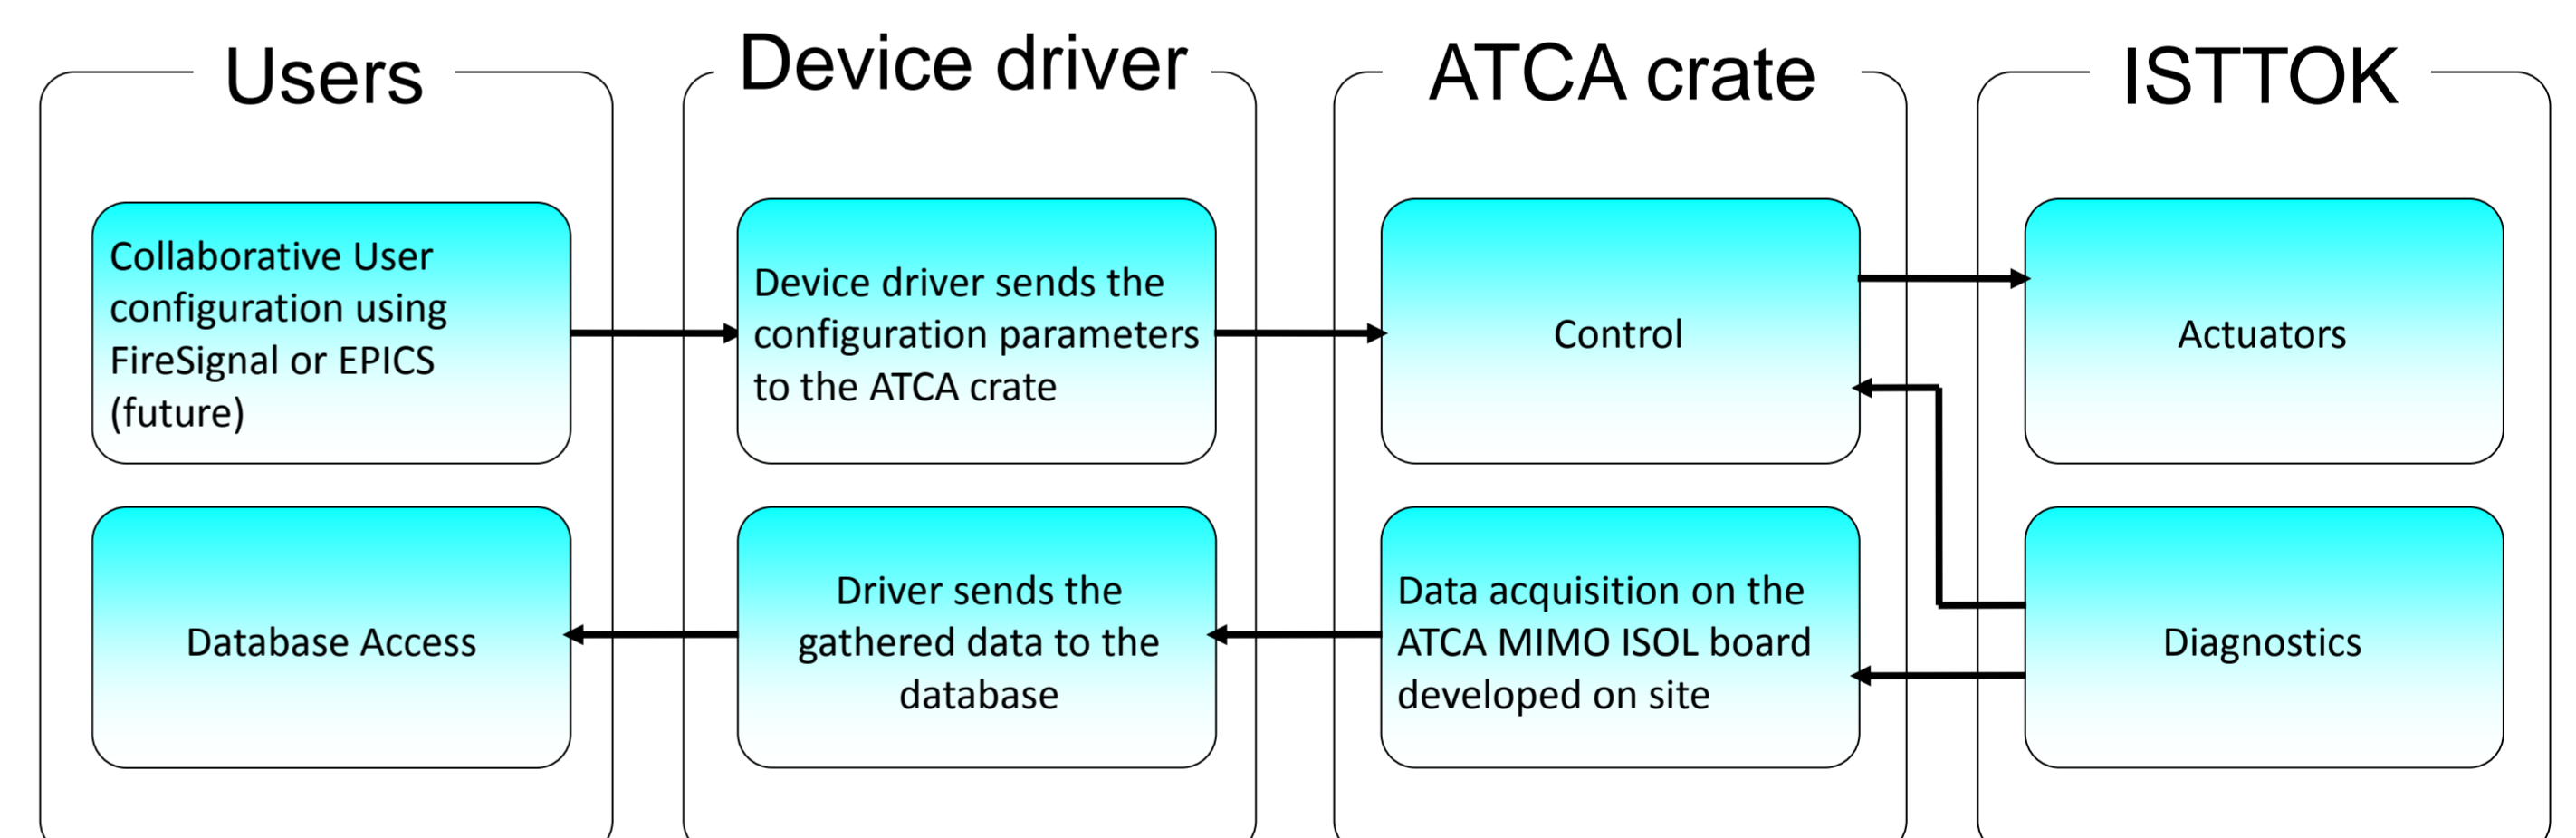 Users
Device driver
ATCA crate
ISTTOK
Collaborative User
configuration using
FireSignal or EPICS
(future)
Device driver sends the
configuration parameters
to the ATCA crate
Control
Actuators
Database Access
Driver sends the
gathered data to the
database
Data acquisition on the
ATCA MIMO ISOL board
developed on site
Diagnostics